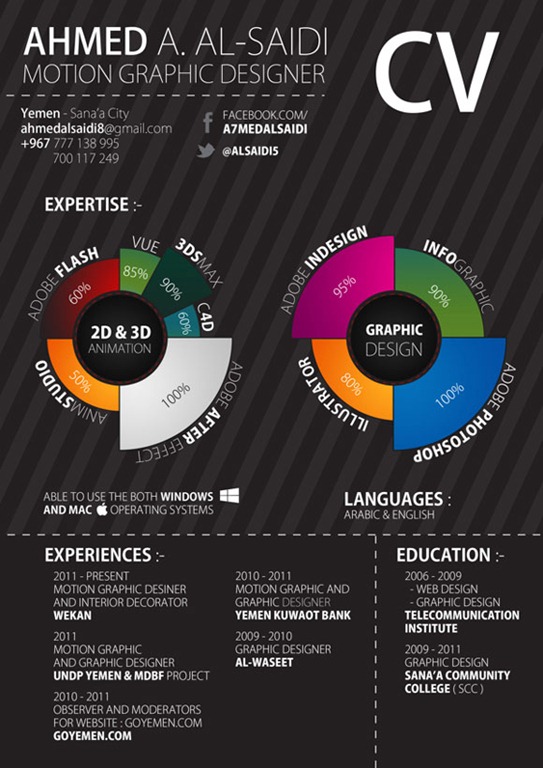 AHMED A. AL-SAIDI
MOTION GRAPHIC DESIGNER
CV
Yemen - Sana'a City
ahmedalsaidi8@gmail.com
+967 777 138 995
700 117 249
FACEBOOK.COM/
A7MEDALSAIDI
@ALSAIDI5
EXPERTISE :-
ADOBE FLASH
60%
VUE
85%
3DSMAX
90%
C4D
60%
2D & 3D
ANIMATION
ANIMSTUDIO
50%
ADOBE AFTER EFFECT
100%
ADOBE INDESIGN
95%
INFOGRAPHIC
90%
GRAPHIC
DESIGN
ILLUSTRATOR
80%
ADOBE PHOTOSHOP
100%
ABLE TO USE THE BOTH WINDOWS
AND MAC OPERATING SYSTEMS
LANGUAGES :
ARABIC & ENGLISH
EXPERIENCES :-
2011 - PRESENT
MOTION GRAPHIC DESINER
AND INTERIOR DECORATOR
WEKAN
2011
MOTION GRAPHIC
AND GRAPHIC DESIGNER
UNDP YEMEN & MDBF PROJECT
2010 - 2011
OBSERVER AND MODERATORS
FOR WEBSITE : GOYEMEN.COM
GOYEMEN.COM
2010 - 2011
MOTION GRAPHIC AND
GRAPHIC DESIGNER
YEMEN KUWAOT BANK
2009 - 2010
GRAPHIC DESIGNER
AL-WASEET
EDUCATION :-
2006 - 2009
- WEB DESIGN
- GRAPHIC DESIGN
TELECOMMUNICATION
INSTITUTE
2009 - 2011
GRAPHIC DESIGN
SANA'A COMMUNITY
COLLEGE ( SCC )